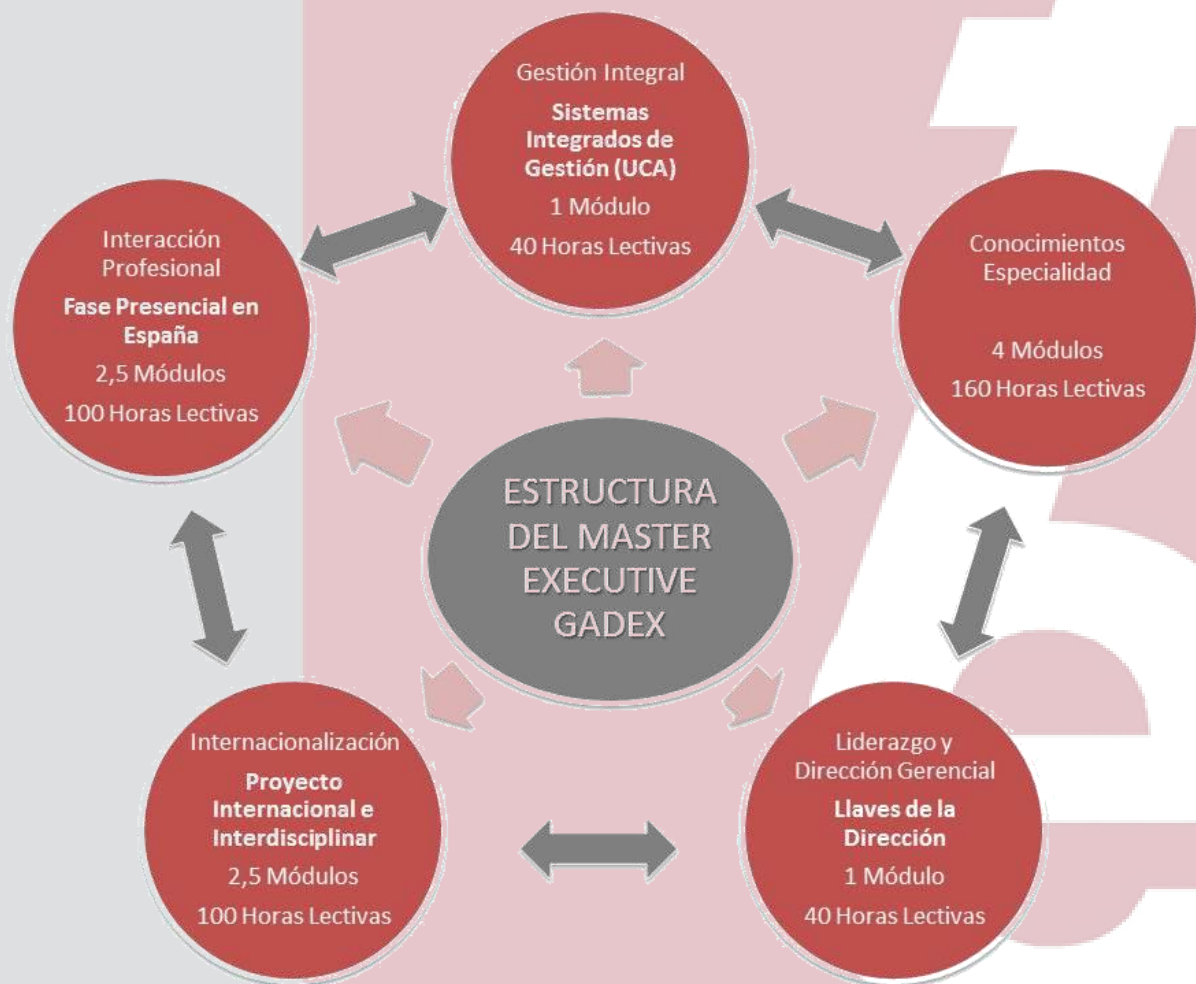 Gestión Integral
Sistemas
Integrados de
Gestión (UCA)
1 Módulo
40 Horas Lectivas
Interacción
Profesional
Fase Presencial en
España
2,5 Módulos
100 Horas Lectivas
Conocimientos
Especialidad
4 Módulos
160 Horas Lectivas
ESTRUCTURA
DEL MASTER
EXECUTIVE
GADEX
Internacionalización
Proyecto
Internacional e
Interdisciplinar
2,5 Módulos
100 Horas Lectivas
Liderazgo y
Dirección Gerencial
Llaves de la
Dirección
1 Módulo
40 Horas Lectivas